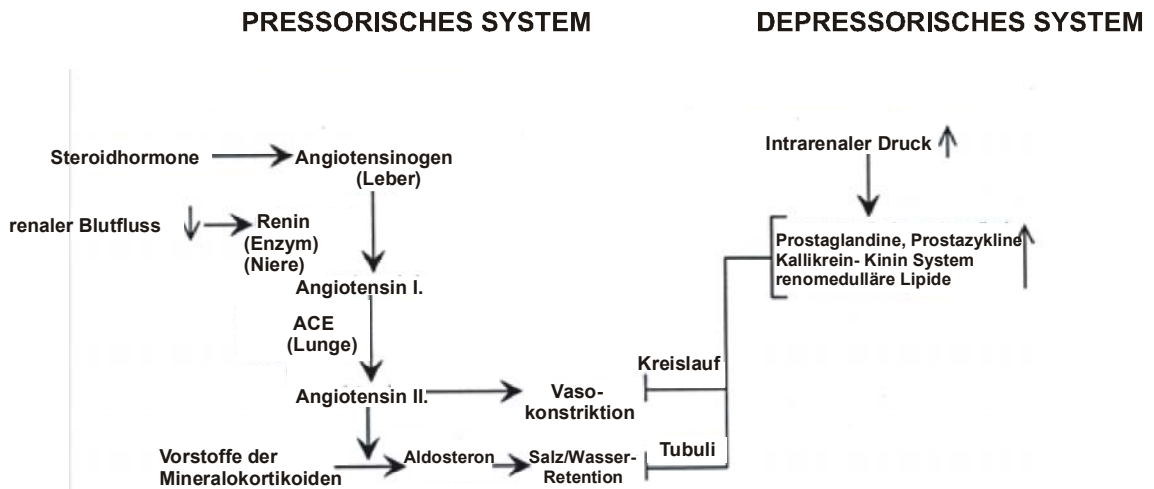 PRESSORISCHES SYSTEM
DEPRESSORISCHES SYSTEM
Steroidhormone
Angiotensinogen
(Leber)
renaler Blutfluss
Renin
(Enzym)
(Niere)
Angiotensin I.
ACE
(Lunge)
Angiotensin II.
Vaso-
konstriktion
Vorstoffe der
Mineralokortikoiden
Aldosteron
Salz/Wasser-
Retention
Intrarenaler Druck
Prostaglandine, Prostazykline
Kallikrein- Kinin System
renomedulläre Lipide
Kreislauf
Tubuli